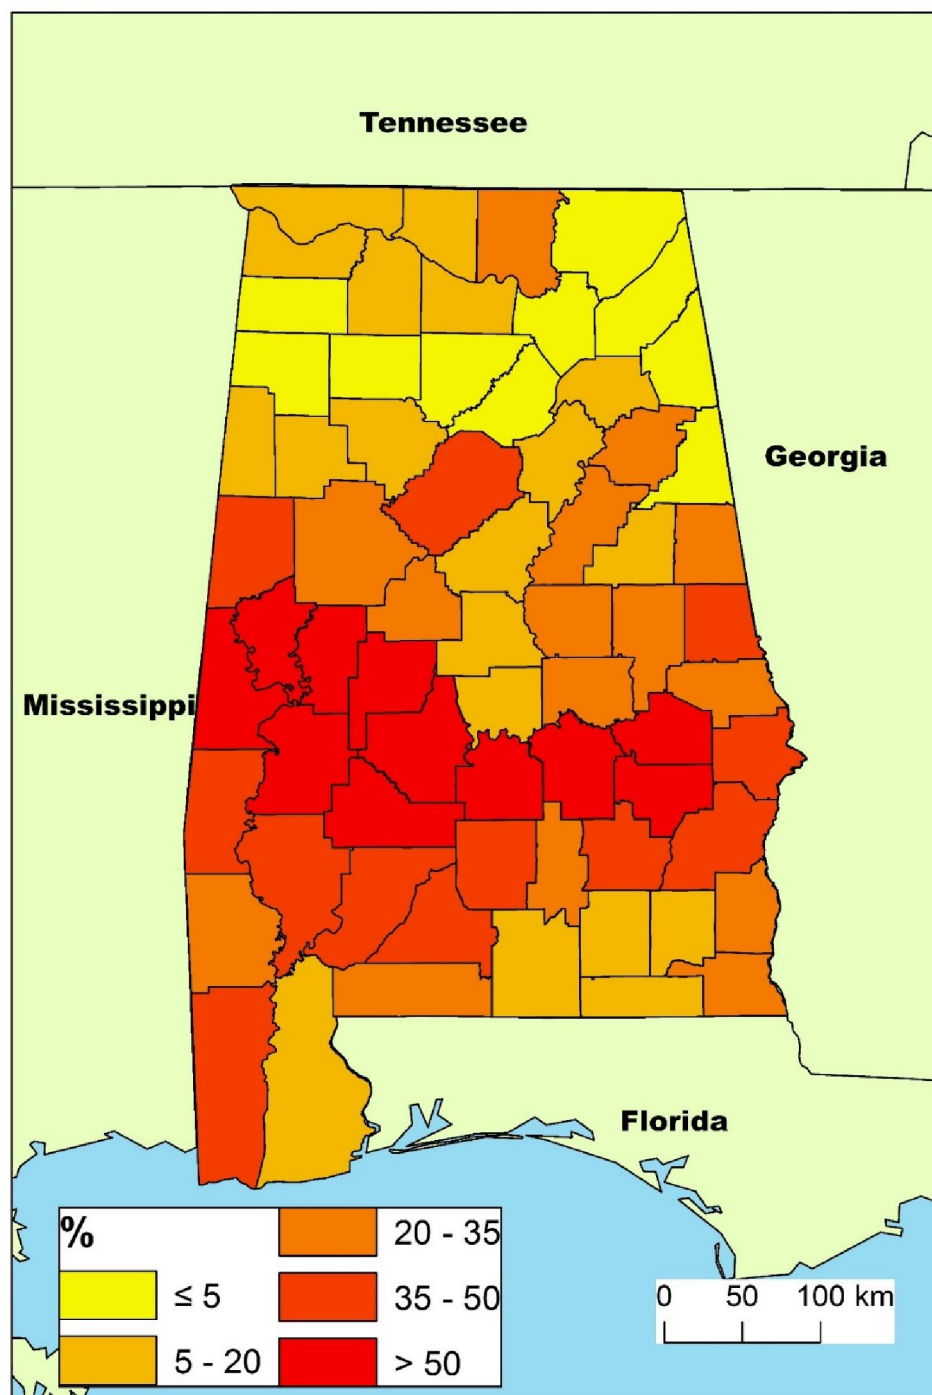 Tennessee
Georgia
Mississippi
Florida
%
≤ 5
5 - 20
20 - 35
35 - 50
> 50
0 50 100 km